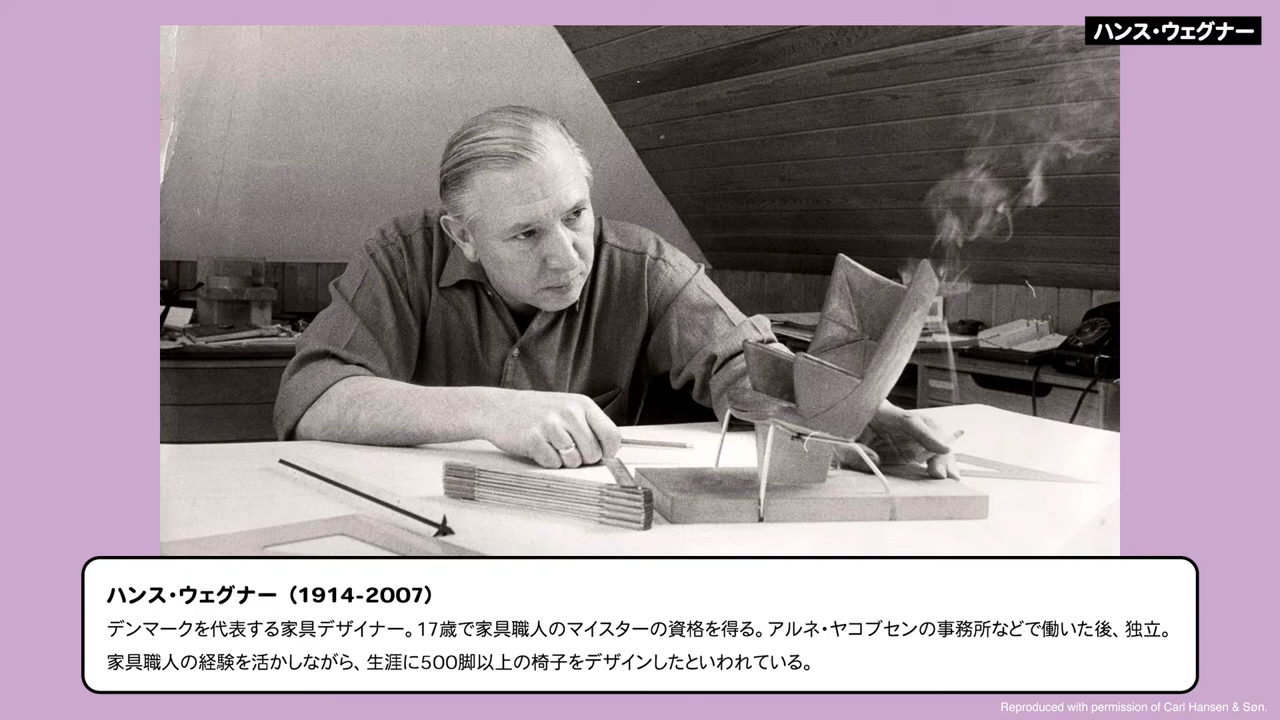 ハンス・ウェグナー
ハンス・ウェグナー（1914-2007）
デンマークを代表する家具デザイナー。17歳で家具職人のマイスターの資格を得る。アルネ・ヤコブセンの事務所などで働いた後、独立。
家具職人の経験を活かしながら、生涯に500脚以上の椅子をデザインしたといわれている。
Reproduced with permission of Carl Hansen & Søn.